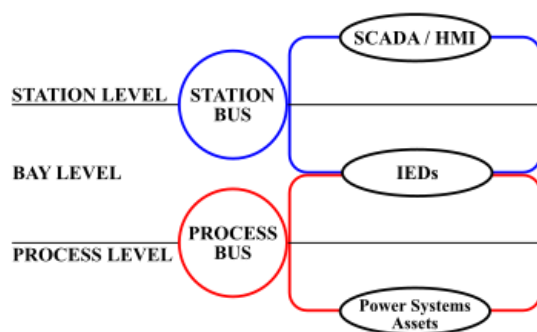 SCADA / HMI
STATION LEVEL
STATION
BUS
BAY LEVEL
IEDs
PROCESS
BUS
PROCESS LEVEL
Power Systems
Assets